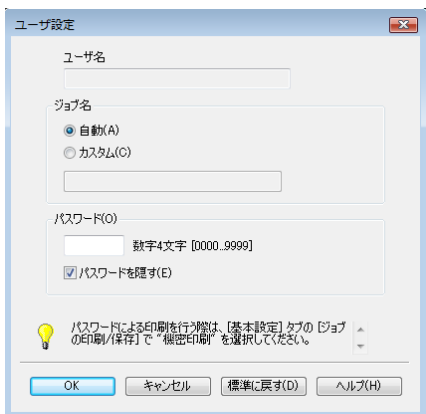 ユーザ設定
ユーザ名
ジョブ名
自動(A)
カスタム(C)
パスワード(O)
数字4文字 [0000..9999]
パスワードを隠す(E)
パスワードによる印刷を行う際は、[基本設定] タブの [ジョブ
の印刷/保存] で "機密印刷" を選択してください。
OK キャンセル 標準に戻す(D) ヘルプ(H)